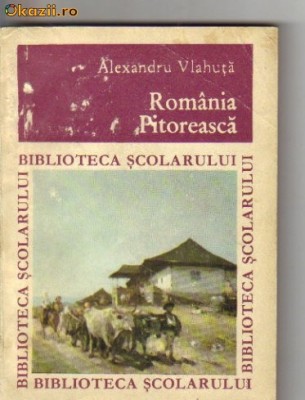 Okazii.ro
Alexandru Vlahuță
România
Pitorească
BIBLIOTECA ȘCOLARULUI
BIBLIOTECA ȘCOLARULUI
BIBLIOTECA ȘCOLARULUI
BIBLIOTECA ȘCOLARULUI